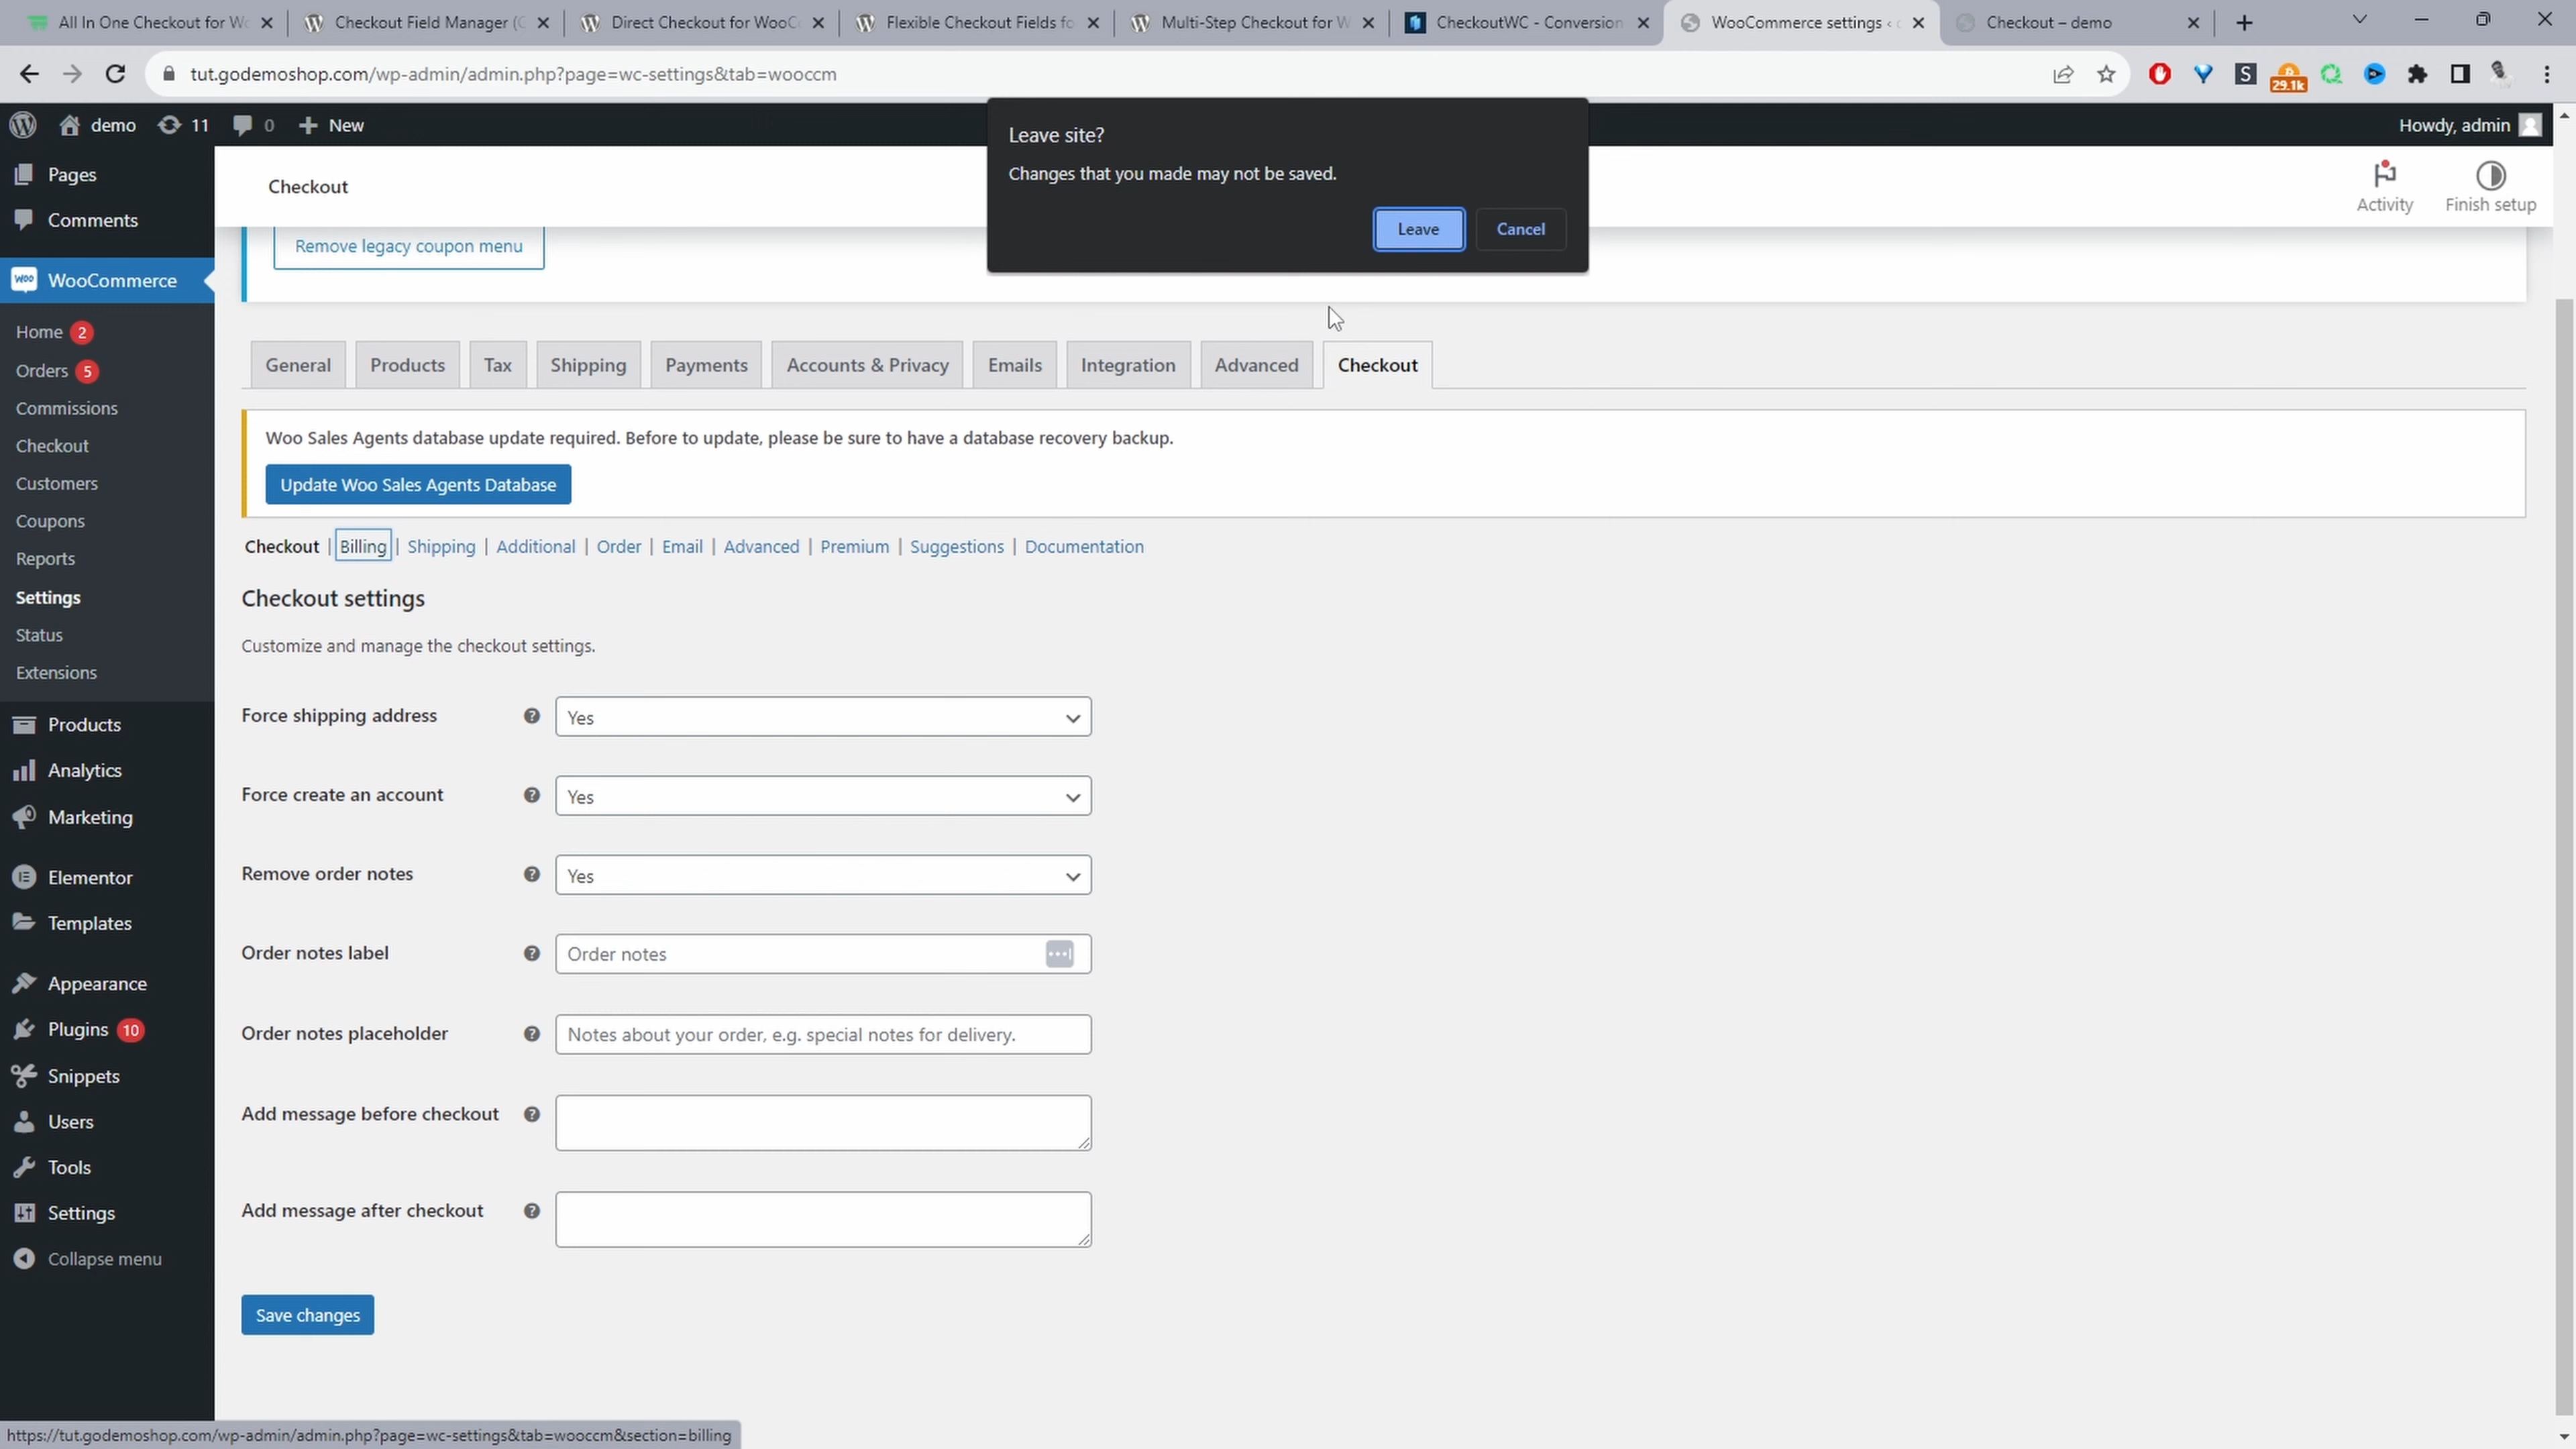 All In One Checkout for Wo
Checkout Field Manager (C
Direct Checkout for WooCo
Flexible Checkout Fields fo
Multi-Step Checkout for W
CheckoutWC - Conversion
WooCommerce settings ‹
Checkout – demo
tut.godemoshop.com/wp-admin/admin.php?page=wc-settings&tab=wooccm
S
29.1k
demo
11
0
New
Howdy, admin
Leave site?
Changes that you made may not be saved.
Leave
Cancel
Pages
Comments
WooCommerce
Home 2
Orders 5
Commissions
Checkout
Customers
Coupons
Reports
Settings
Status
Extensions
Products
Analytics
Marketing
Elementor
Templates
Appearance
Plugins 10
Snippets
Users
Tools
Settings
Collapse menu
Checkout
Activity
Finish setup
Remove legacy coupon menu
General
Products
Tax
Shipping
Payments
Accounts & Privacy
Emails
Integration
Advanced
Checkout
Woo Sales Agents database update required. Before to update, please be sure to have a database recovery backup.
Update Woo Sales Agents Database
Checkout | Billing | Shipping | Additional | Order | Email | Advanced | Premium | Suggestions | Documentation
Checkout settings
Customize and manage the checkout settings.
Force shipping address
Yes
Force create an account
Yes
Remove order notes
Yes
Order notes label
Order notes
Order notes placeholder
Notes about your order, e.g. special notes for delivery.
Add message before checkout
Add message after checkout
Save changes
https://tut.godemoshop.com/wp-admin/admin.php?page=wc-settings&tab=wooccm&section=billing